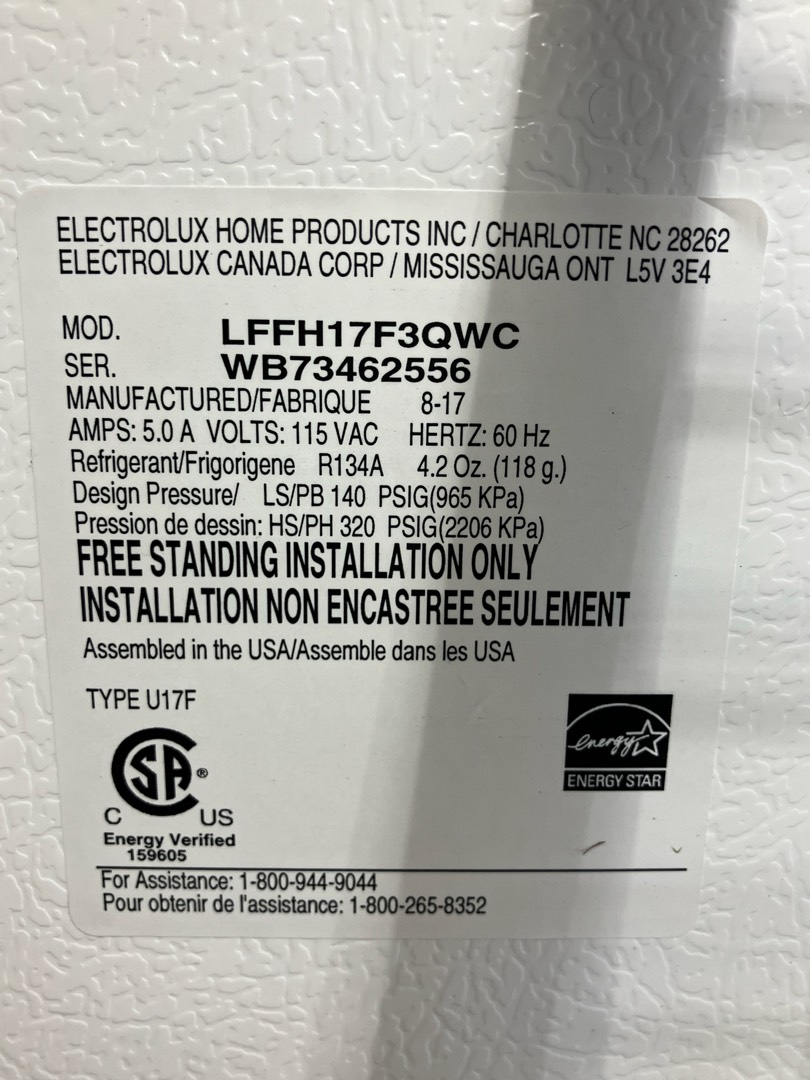 ELECTROLUX HOME PRODUCTS INC / CHARLOTTE NC 28262
ELECTROLUX CANADA CORP / MISSISSAUGA ONT L5V 3E4
MOD. LFFH17F3QWC
SER. WB73462556
MANUFACTURED/FABRIQUE 8-17
AMPS: 5.0 A VOLTS: 115 VAC HERTZ: 60 Hz
Refrigerant/Frigorigene R134A 4.2 Oz. (118 g.)
Design Pressure/ LS/PB 140 PSIG(965 KPa)
Pression de dessin: HS/PH 320 PSIG(2206 KPa)
FREE STANDING INSTALLATION ONLY
INSTALLATION NON ENCASTREE SEULEMENT
Assembled in the USA/Assemble dans les USA
TYPE U17F
SA ®
C US
Energy Verified
159605
energy
ENERGY STAR
For Assistance: 1-800-944-9044
Pour obtenir de l'assistance: 1-800-265-8352